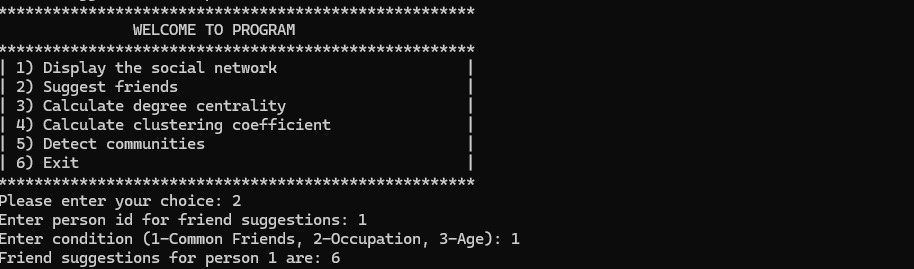 *****************************************************
WELCOME TO PROGRAM
*****************************************************
| 1) Display the social network |
| 2) Suggest friends |
| 3) Calculate degree centrality |
| 4) Calculate clustering coefficient |
| 5) Detect communities |
| 6) Exit |
*****************************************************
Please enter your choice: 2
Enter person id for friend suggestions: 1
Enter condition (1-Common Friends, 2-Occupation, 3-Age): 1
Friend suggestions for person 1 are: 6